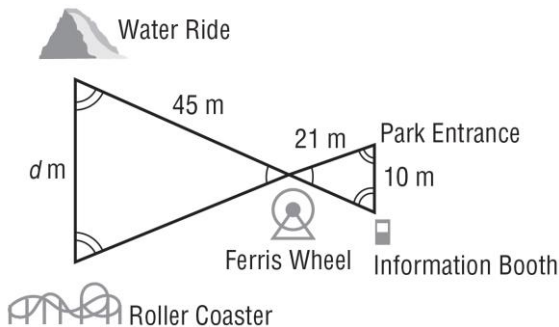 Water Ride
45 m
21 m
Park Entrance
d m
10 m
Ferris Wheel
Information Booth
Roller Coaster